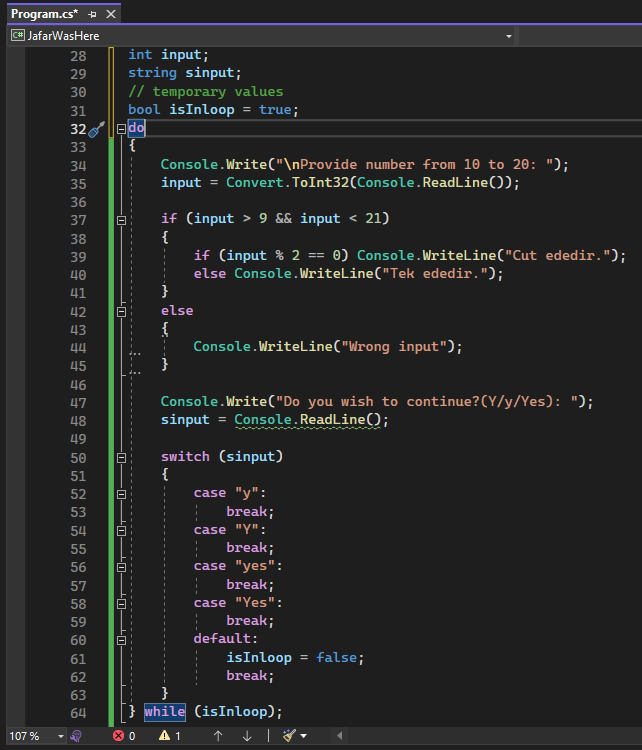 Program.cs*
C# JafarWasHere
28 int input;
29 string sinput;
30 // temporary values
31 bool isInloop = true;
32 do
33 {
34 Console.Write("\nProvide number from 10 to 20: ");
35 input = Convert.ToInt32(Console.ReadLine());
36
37 if (input > 9 && input < 21)
38 {
39 if (input % 2 == 0) Console.WriteLine("Cut ededir.");
40 else Console.WriteLine("Tek ededir.");
41 }
42 else
43 {
44 Console.WriteLine("Wrong input");
45 }
46
47 Console.Write("Do you wish to continue?(Y/y/Yes): ");
48 sinput = Console.ReadLine();
49
50 switch (sinput)
51 {
52 case "y":
53 break;
54 case "Y":
55 break;
56 case "yes":
57 break;
58 case "Yes":
59 break;
60 default:
61 isInloop = false;
62 break;
63 }
64 } while (isInloop);
107 % 0 1